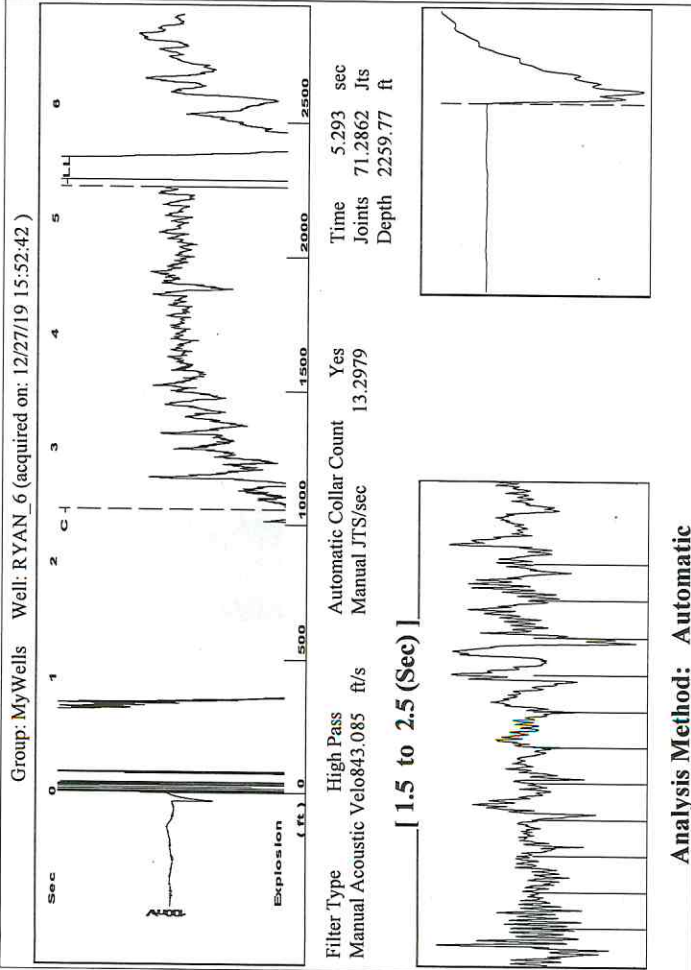 Group: MyWells Well: RYAN_6 (acquired on: 12/27/19 15:52:42 )
Sec 0 1 2 C 3 4 5 LL 6
Explosion
( ft ) 0 500 1000 1500 2000 2500
Filter Type High Pass Automatic Collar Count Yes Time 5.293 sec
Manual Acoustic Velo843.085 ft/s Manual JTS/sec 13.2979 Joints 71.2862 Jts
Depth 2259.77 ft
[ 1.5 to 2.5 (Sec) ]
Analysis Method: Automatic